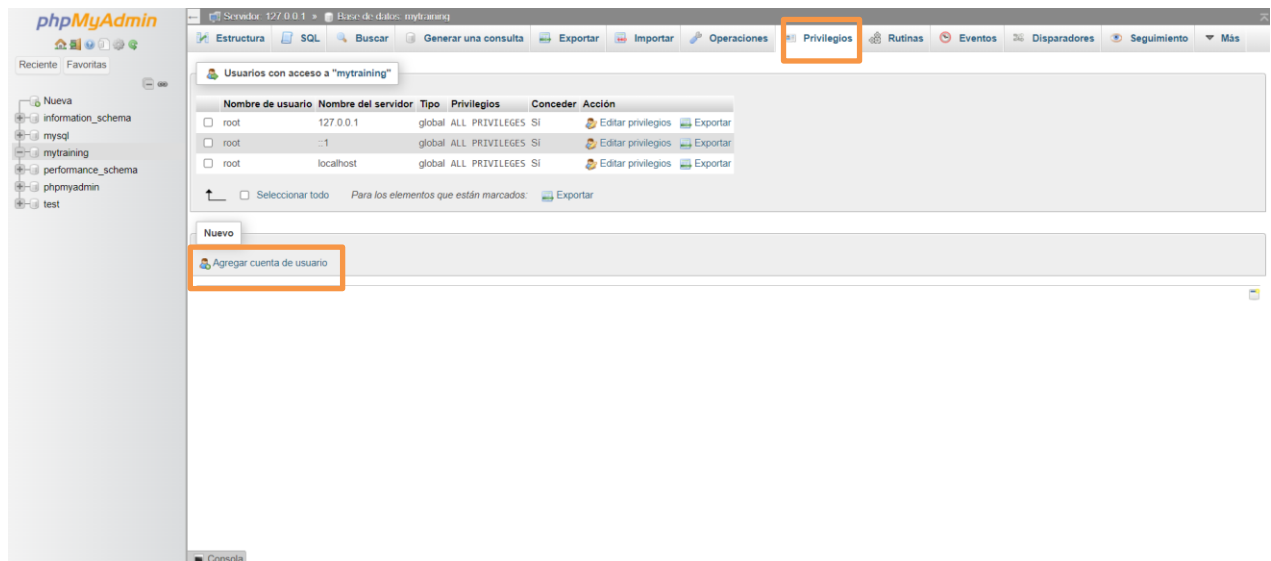 phpMyAdmin
Reciente Favoritas
Nueva
information_schema
mysql
mytraining
performance_schema
phpmyadmin
test
Servidor: 127.0.0.1 » Base de datos: mytraining
Estructura SQL Buscar Generar una consulta Exportar Importar Operaciones Privilegios Rutinas Eventos Disparadores Seguimiento Más
Usuarios con acceso a "mytraining"
Nombre de usuario Nombre del servidor Tipo Privilegios Conceder Acción
root 127.0.0.1 global ALL PRIVILEGES Sí Editar privilegios Exportar
root ::1 global ALL PRIVILEGES Sí Editar privilegios Exportar
root localhost global ALL PRIVILEGES Sí Editar privilegios Exportar
Seleccionar todo Para los elementos que están marcados: Exportar
Nuevo
Agregar cuenta de usuario
Consola